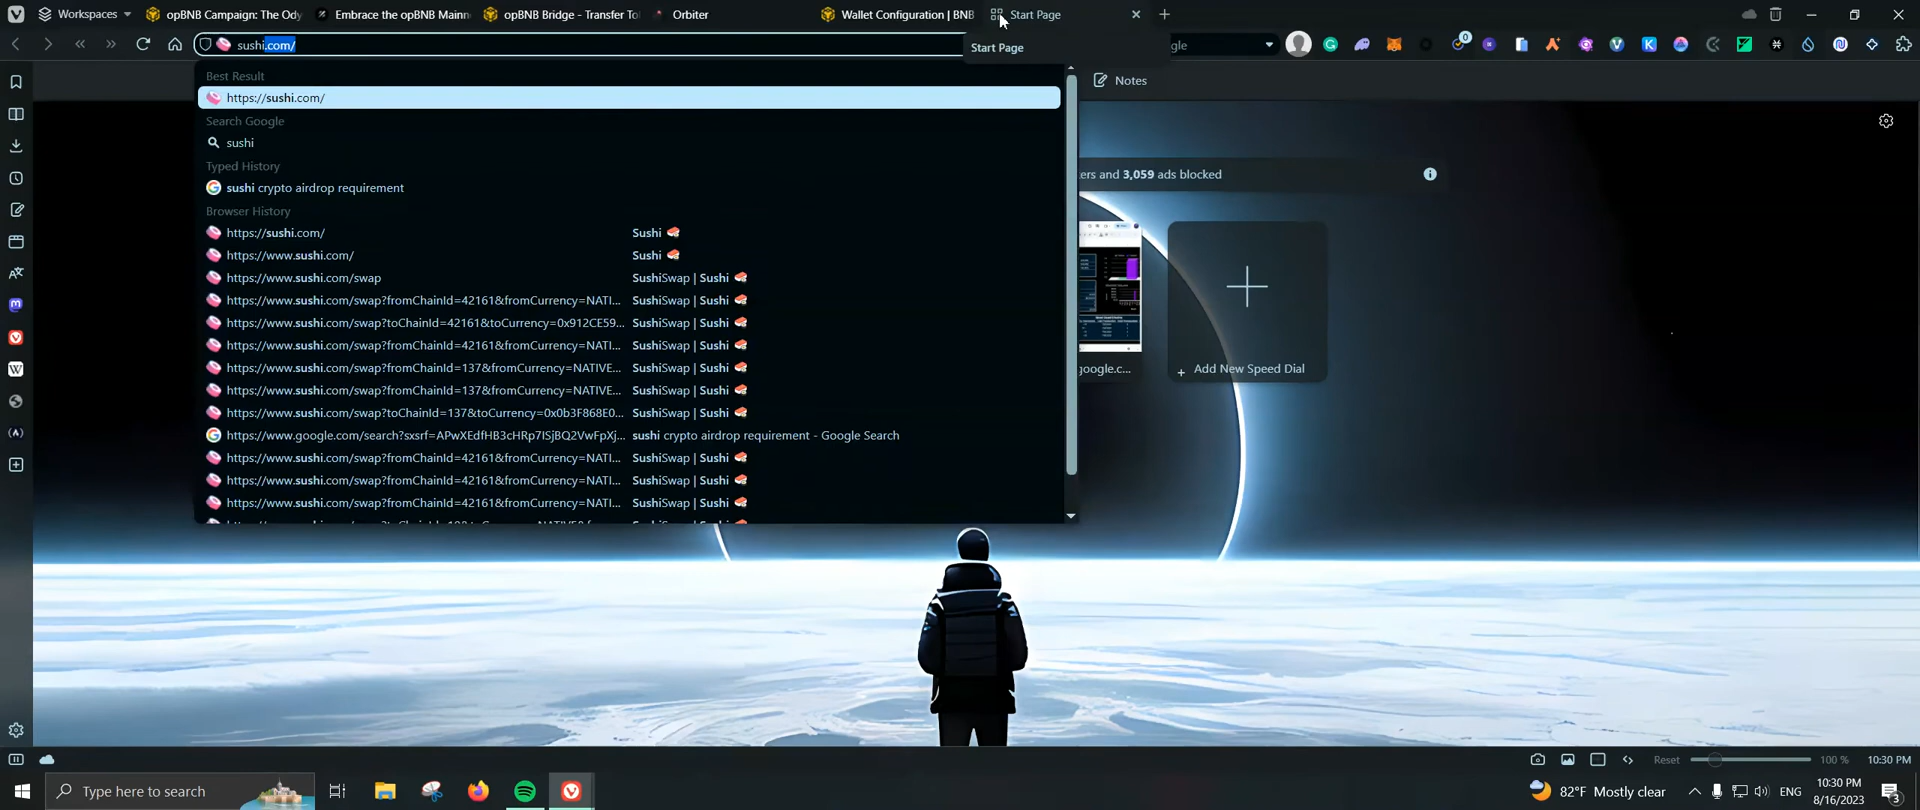 Workspaces
opBNB Campaign: The Ody
Embrace the opBNB Mainn
opBNB Bridge - Transfer To
Orbiter
Wallet Configuration | BNB
Start Page
sushi.com/
Start Page
gle
0
Best Result
https://sushi.com/
Notes
Search Google
sushi
Typed History
sushi crypto airdrop requirement
ers and 3,059 ads blocked
Browser History
https://sushi.com/ Sushi
https://www.sushi.com/ Sushi
https://www.sushi.com/swap SushiSwap | Sushi
https://www.sushi.com/swap?fromChainId=42161&fromCurrency=NATI... SushiSwap | Sushi
https://www.sushi.com/swap?toChainId=42161&toCurrency=0x912CE59... SushiSwap | Sushi
https://www.sushi.com/swap?fromChainId=42161&fromCurrency=NATI... SushiSwap | Sushi
https://www.sushi.com/swap?fromChainId=137&fromCurrency=NATIVE... SushiSwap | Sushi
https://www.sushi.com/swap?fromChainId=137&fromCurrency=NATIVE... SushiSwap | Sushi
https://www.sushi.com/swap?toChainId=137&toCurrency=0x0b3F868E0... SushiSwap | Sushi
https://www.google.com/search?sxsrf=APwXEdfHB3cHRp7ISjBQ2VwFpXj... sushi crypto airdrop requirement - Google Search
https://www.sushi.com/swap?fromChainId=42161&fromCurrency=NATI... SushiSwap | Sushi
https://www.sushi.com/swap?fromChainId=42161&fromCurrency=NATI... SushiSwap | Sushi
https://www.sushi.com/swap?fromChainId=42161&fromCurrency=NATI... SushiSwap | Sushi
google.c...
+ Add New Speed Dial
Reset
100 %
10:30 PM
Type here to search
82°F Mostly clear
ENG
10:30 PM
8/16/2023
3